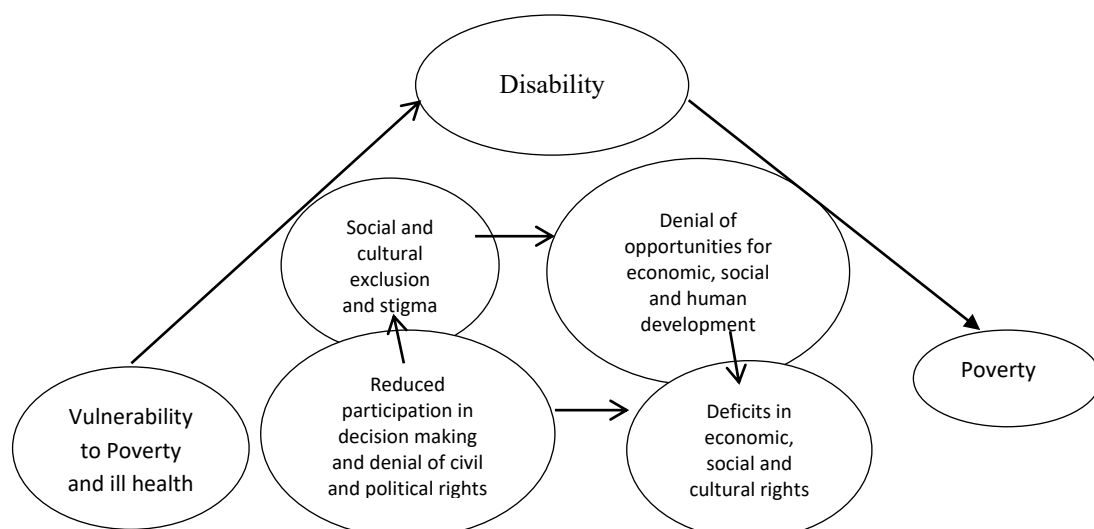 Disability
Social and
cultural
exclusion
and stigma
Denial of
opportunities for
economic, social
and human
development
Vulnerability
to Poverty
and ill health
Reduced
participation in
decision making
and denial of civil
and political rights
Deficits in
economic,
social and
cultural rights
Poverty